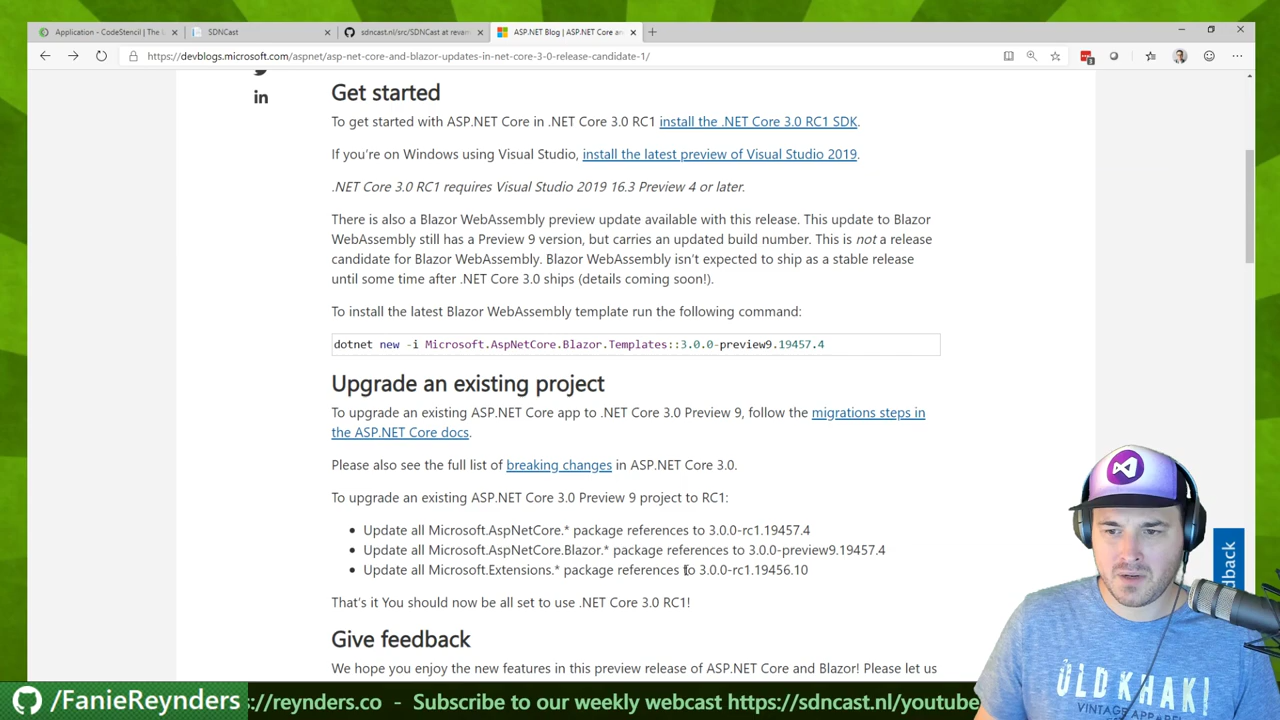 Application - CodeStencil | The
SDNCast
sdncast.nl/src/SDNCast at revam
ASP.NET Blog | ASP.NET Core an
https://devblogs.microsoft.com/aspnet/asp-net-core-and-blazor-updates-in-net-core-3-0-release-candidate-1/
in
Get started
To get started with ASP.NET Core in .NET Core 3.0 RC1 install the .NET Core 3.0 RC1 SDK.
If you’re on Windows using Visual Studio, install the latest preview of Visual Studio 2019.
.NET Core 3.0 RC1 requires Visual Studio 2019 16.3 Preview 4 or later.
There is also a Blazor WebAssembly preview update available with this release. This update to Blazor
WebAssembly still has a Preview 9 version, but carries an updated build number. This is not a release
candidate for Blazor WebAssembly. Blazor WebAssembly isn’t expected to ship as a stable release
until some time after .NET Core 3.0 ships (details coming soon!).
To install the latest Blazor WebAssembly template run the following command:
dotnet new -i Microsoft.AspNetCore.Blazor.Templates::3.0.0-preview9.19457.4
Upgrade an existing project
To upgrade an existing ASP.NET Core app to .NET Core 3.0 Preview 9, follow the migrations steps in
the ASP.NET Core docs.
Please also see the full list of breaking changes in ASP.NET Core 3.0.
To upgrade an existing ASP.NET Core 3.0 Preview 9 project to RC1:
• Update all Microsoft.AspNetCore.* package references to 3.0.0-rc1.19457.4
• Update all Microsoft.AspNetCore.Blazor.* package references to 3.0.0-preview9.19457.4
• Update all Microsoft.Extensions.* package references to 3.0.0-rc1.19456.10
That’s it You should now be all set to use .NET Core 3.0 RC1!
Give feedback
We hope you enjoy the new features in this preview release of ASP.NET Core and Blazor! Please let us
dback
OLD KHAKI
VINTAGE APPAREL
/FanieReynders
://reynders.co - Subscribe to our weekly webcast https://sdncast.nl/youtube